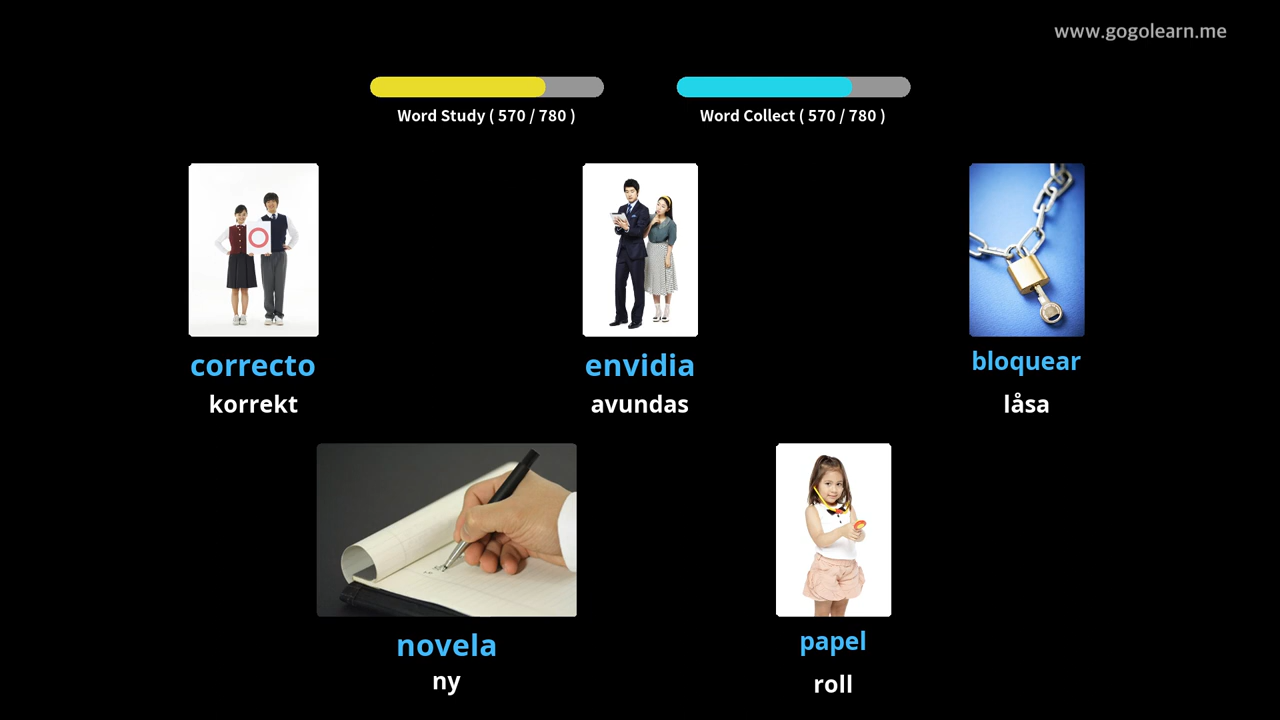 www.gogolearn.me
Word Study ( 570 / 780 )
Word Collect ( 570 / 780 )
correcto
korrekt
envidia
avundas
bloquear
låsa
novela
ny
papel
roll